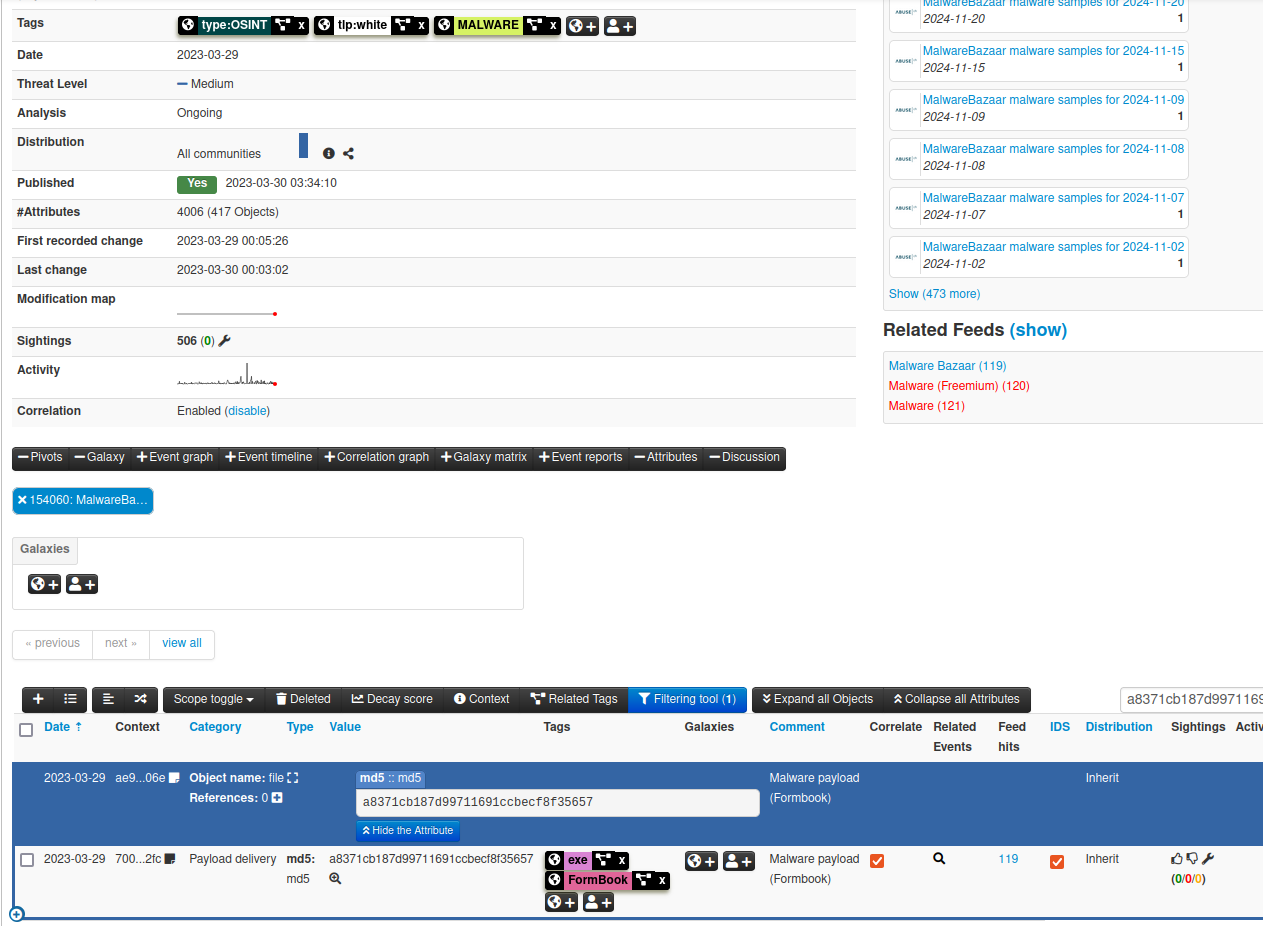 Tags type:OSINT x tlp:white x MALWARE x + +
Date 2023-03-29
Threat Level Medium
Analysis Ongoing
Distribution All communities
Published Yes 2023-03-30 03:34:10
#Attributes 4006 (417 Objects)
First recorded change 2023-03-29 00:05:26
Last change 2023-03-30 00:03:02
Modification map
Sightings 506 (0)
Activity
Correlation Enabled (disable)
MalwareBazaar malware samples for 2024-11-20
2024-11-20 1
MalwareBazaar malware samples for 2024-11-15
2024-11-15 1
MalwareBazaar malware samples for 2024-11-09
2024-11-09 1
MalwareBazaar malware samples for 2024-11-08
2024-11-08 1
MalwareBazaar malware samples for 2024-11-07
2024-11-07 1
MalwareBazaar malware samples for 2024-11-02
2024-11-02 1
Show (473 more)
Related Feeds (show)
Malware Bazaar (119)
Malware (Freemium) (120)
Malware (121)
Pivots Galaxy Event graph Event timeline Correlation graph Galaxy matrix Event reports Attributes Discussion
154060: MalwareBa...
Galaxies
+ +
« previous next » view all
Scope toggle Deleted Decay score Context Related Tags Filtering tool (1) Expand all Objects Collapse all Attributes a8371cb187d9971169
Date Context Category Type Value Tags Galaxies Comment Correlate Related Events Feed hits IDS Distribution Sightings Activ
2023-03-29 ae9...06e Object name: file md5 :: md5 Malware payload Inherit
References: 0 a8371cb187d99711691ccbecf8f35657 (Formbook)
Hide the Attribute
2023-03-29 700...2fc Payload delivery md5: a8371cb187d99711691ccbecf8f35657 exe x + + Malware payload 119 Inherit
md5 FormBook x (Formbook) (0/0/0)
+ +